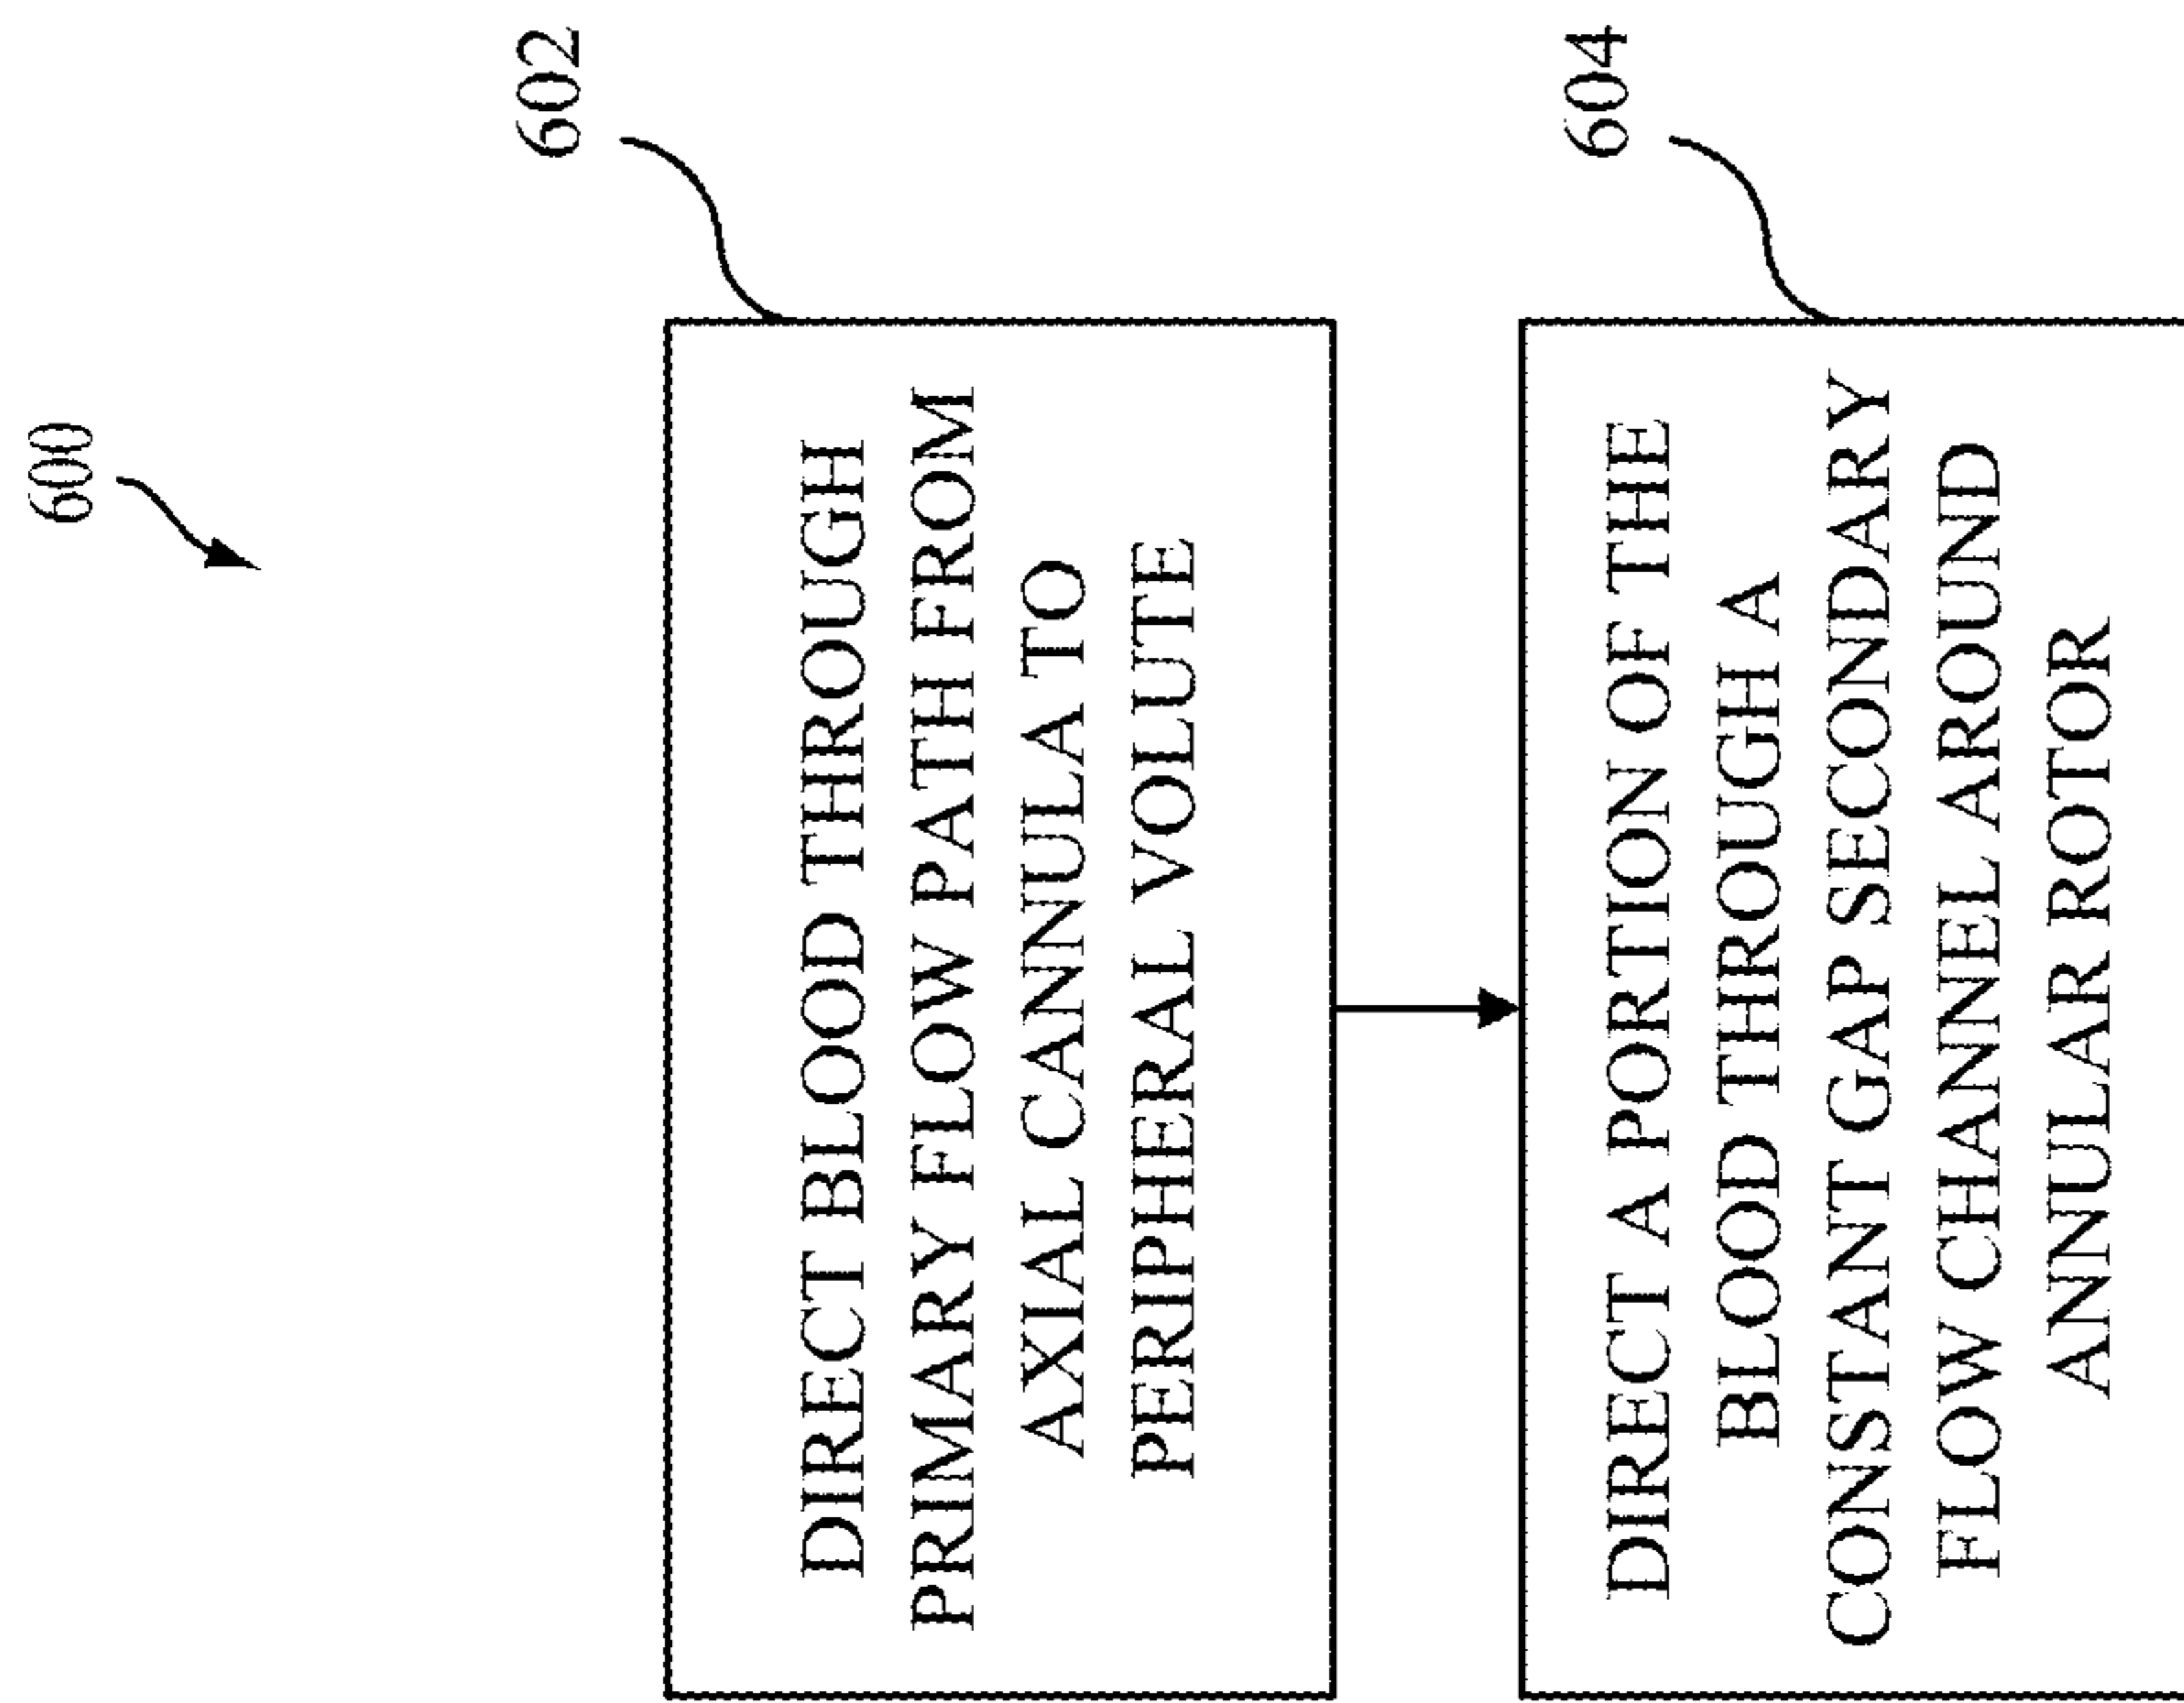 600
602
DIRECT BLOOD THROUGH
PRIMARY FLOW PATH FROM
AXIAL CANNULA TO
PERIPHERAL VOLUTE
604
DIRECT A PORTION OF THE
BLOOD THROUGH A
CONSTANT GAP SECONDARY
FLOW CHANNEL AROUND
ANNULAR ROTOR